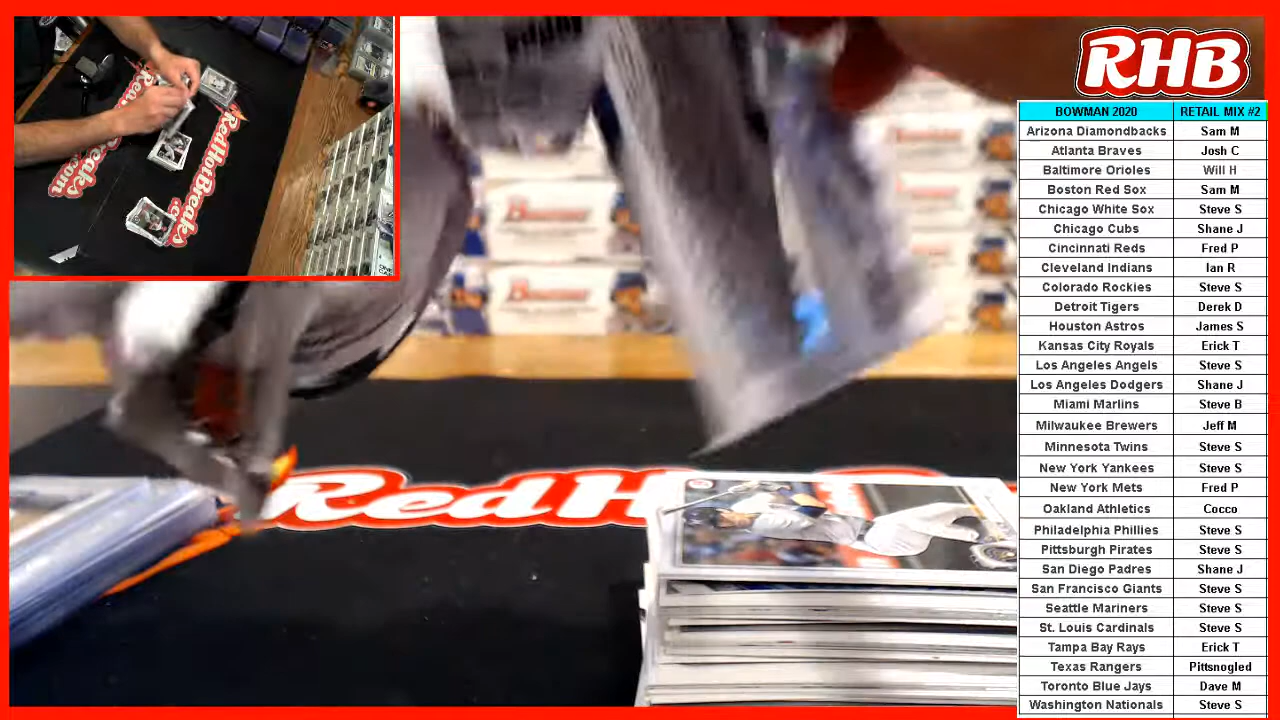 RHB
BOWMAN 2020 RETAIL MIX #2
Arizona Diamondbacks Sam M
Atlanta Braves Josh C
Baltimore Orioles Will H
Boston Red Sox Sam M
Chicago White Sox Steve S
Chicago Cubs Shane J
Cincinnati Reds Fred P
Cleveland Indians Ian R
Colorado Rockies Steve S
Detroit Tigers Derek D
Houston Astros James S
Kansas City Royals Erick T
Los Angeles Angels Steve S
Los Angeles Dodgers Shane J
Miami Marlins Steve B
Milwaukee Brewers Jeff M
Minnesota Twins Steve S
New York Yankees Steve S
New York Mets Fred P
Oakland Athletics Cocco
Philadelphia Phillies Steve S
Pittsburgh Pirates Steve S
San Diego Padres Shane J
San Francisco Giants Steve S
Seattle Mariners Steve S
St. Louis Cardinals Steve S
Tampa Bay Rays Erick T
Texas Rangers Pittsnogled
Toronto Blue Jays Dave M
Washington Nationals Steve S
RedHotBreaks
.com
Bowman
Bowman
RedH